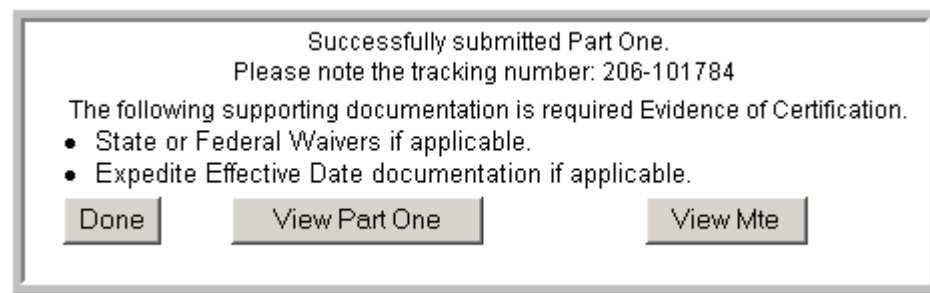 Successfully submitted Part One.
Please note the tracking number: 206-101784
The following supporting documentation is required Evidence of Certification.
• State or Federal Waivers if applicable.
• Expedite Effective Date documentation if applicable.
Done View Part One View Mte